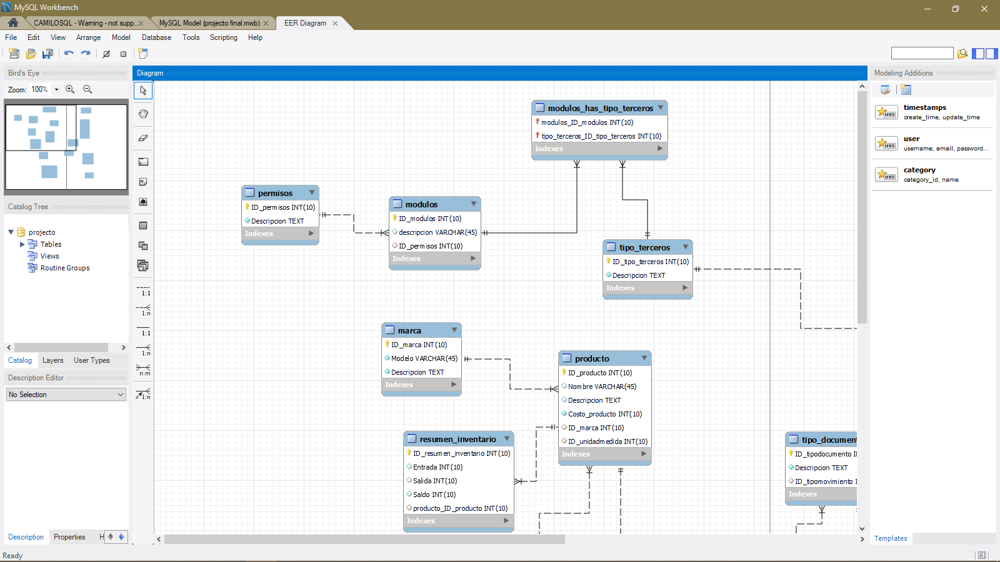 MySQL Workbench
CAMILOSQL - Warning - not supp...
MySQL Model (projecto final.mwb)
EER Diagram
File Edit View Arrange Model Database Tools Scripting Help
Bird's Eye
Zoom: 100%
Catalog Tree
projecto
Tables
Views
Routine Groups
Catalog Layers User Types
Description Editor
No Selection
Description Properties H
Ready
Diagram
1:1
1:n
1:1
1:n
n:m
1:n
modulos_has_tipo_terceros
modulos_ID_modulos INT(10)
tipo_terceros_ID_tipo_terceros INT(10)
Indexes
permisos
ID_permisos INT(10)
Descripcion TEXT
Indexes
modulos
ID_modulos INT(10)
descripcion VARCHAR(45)
ID_permisos INT(10)
Indexes
tipo_terceros
ID_tipo_terceros INT(10)
Descripcion TEXT
Indexes
marca
ID_marca INT(10)
Modelo VARCHAR(45)
Descripcion TEXT
Indexes
producto
ID_producto INT(10)
Nombre VARCHAR(45)
Descripcion TEXT
Costo_producto INT(10)
ID_marca INT(10)
ID_unidadmedida INT(10)
Indexes
resumen_inventario
ID_resumen_inventario INT(10)
Entrada INT(10)
Salida INT(10)
Saldo INT(10)
producto_ID_producto INT(10)
Indexes
tipo_document
ID_tipodocumento I
Descripcion TEXT
ID_tipomovimiento I
Indexes
Modeling Additions
timestamps
create_time, update_time
user
username, email, password...
category
category_id, name
MWB
MWB
MWB
Templates